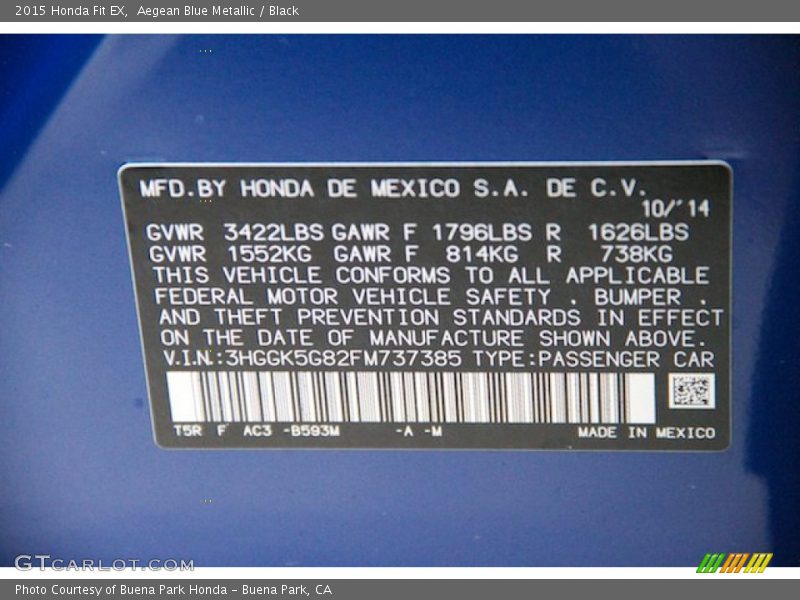 2015 Honda Fit EX,  Aegean Blue Metallic / Black
MFD.BY HONDA DE MEXICO S.A. DE C.V.
10/'14
GVWR 3422LBS GAWR F 1796LBS R 1626LBS
GVWR 1552KG GAWR F 814KG R 738KG
THIS VEHICLE CONFORMS TO ALL APPLICABLE
FEDERAL MOTOR VEHICLE SAFETY . BUMPER .
AND THEFT PREVENTION STANDARDS IN EFFECT
ON THE DATE OF MANUFACTURE SHOWN ABOVE.
V.I.N.:3HGGK5G82FM737385 TYPE:PASSENGER CAR
T5R F AC3 -B593M -A -M MADE IN MEXICO
GTCARLOT.COM
Photo Courtesy of Buena Park Honda - Buena Park, CA